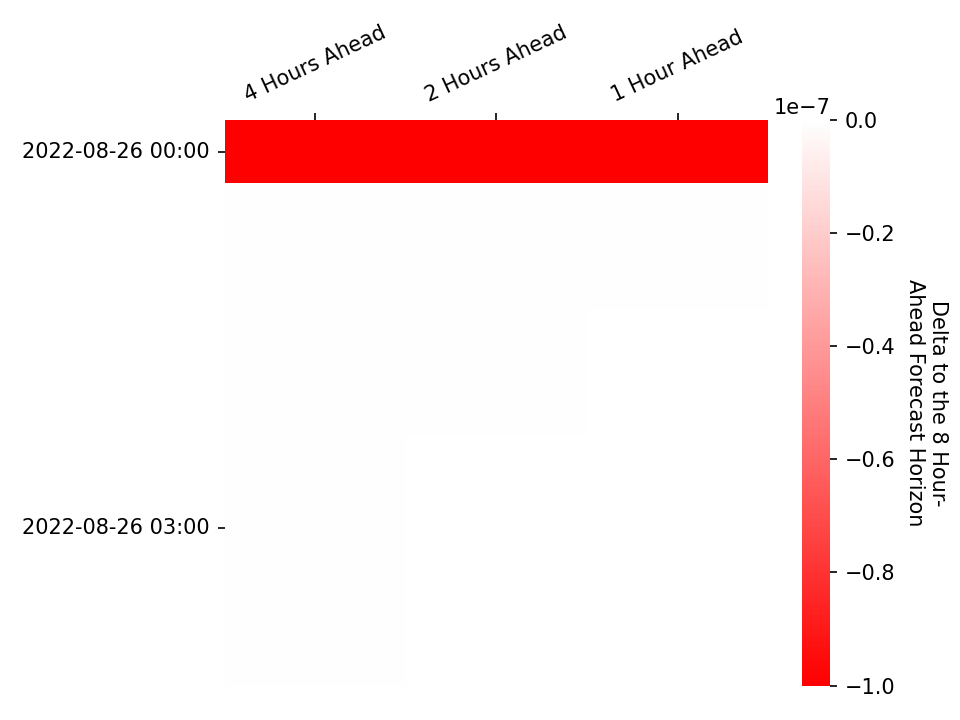 4 Hours Ahead
2 Hours Ahead
1 Hour Ahead
1e−7
2022-08-26 00:00
2022-08-26 03:00
0.0
−0.2
−0.4
−0.6
−0.8
−1.0
Delta to the 8 Hour-
Ahead Forecast Horizon